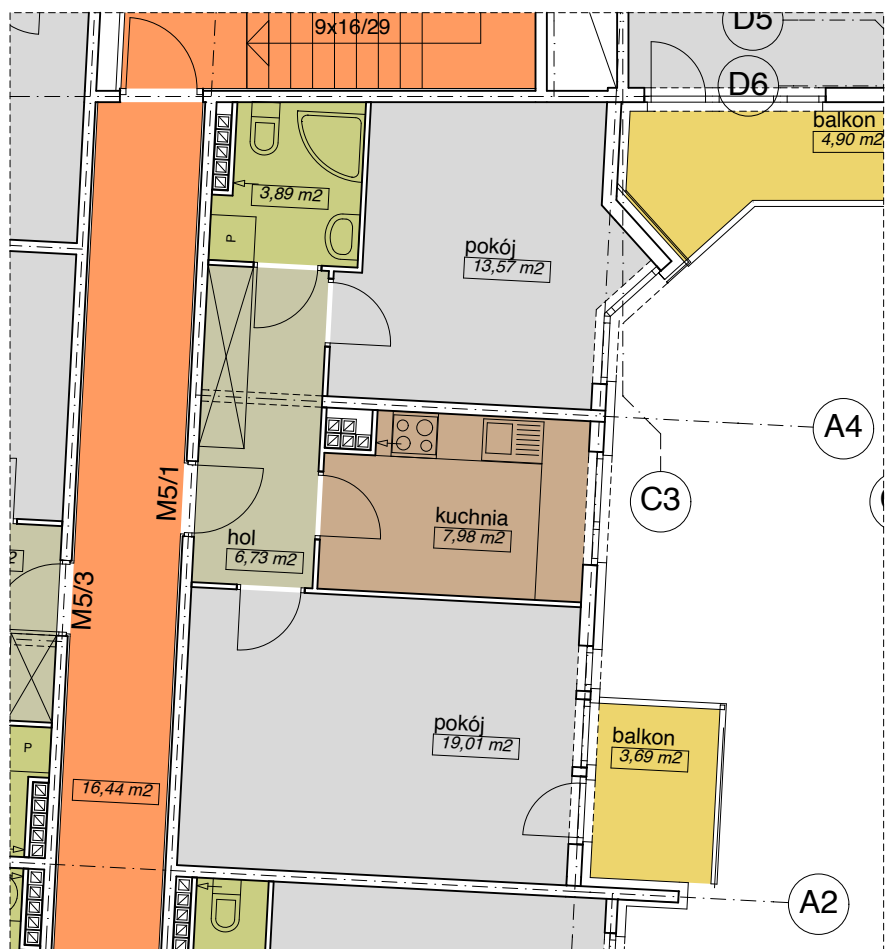 9x16/29
D5
D6
balkon
4,90 m2
3,89 m2
P
pokój
13,57 m2
A4
C3
M5/1
kuchnia
7,98 m2
hol
6,73 m2
M5/3
pokój
19,01 m2
balkon
3,69 m2
P
16,44 m2
A2